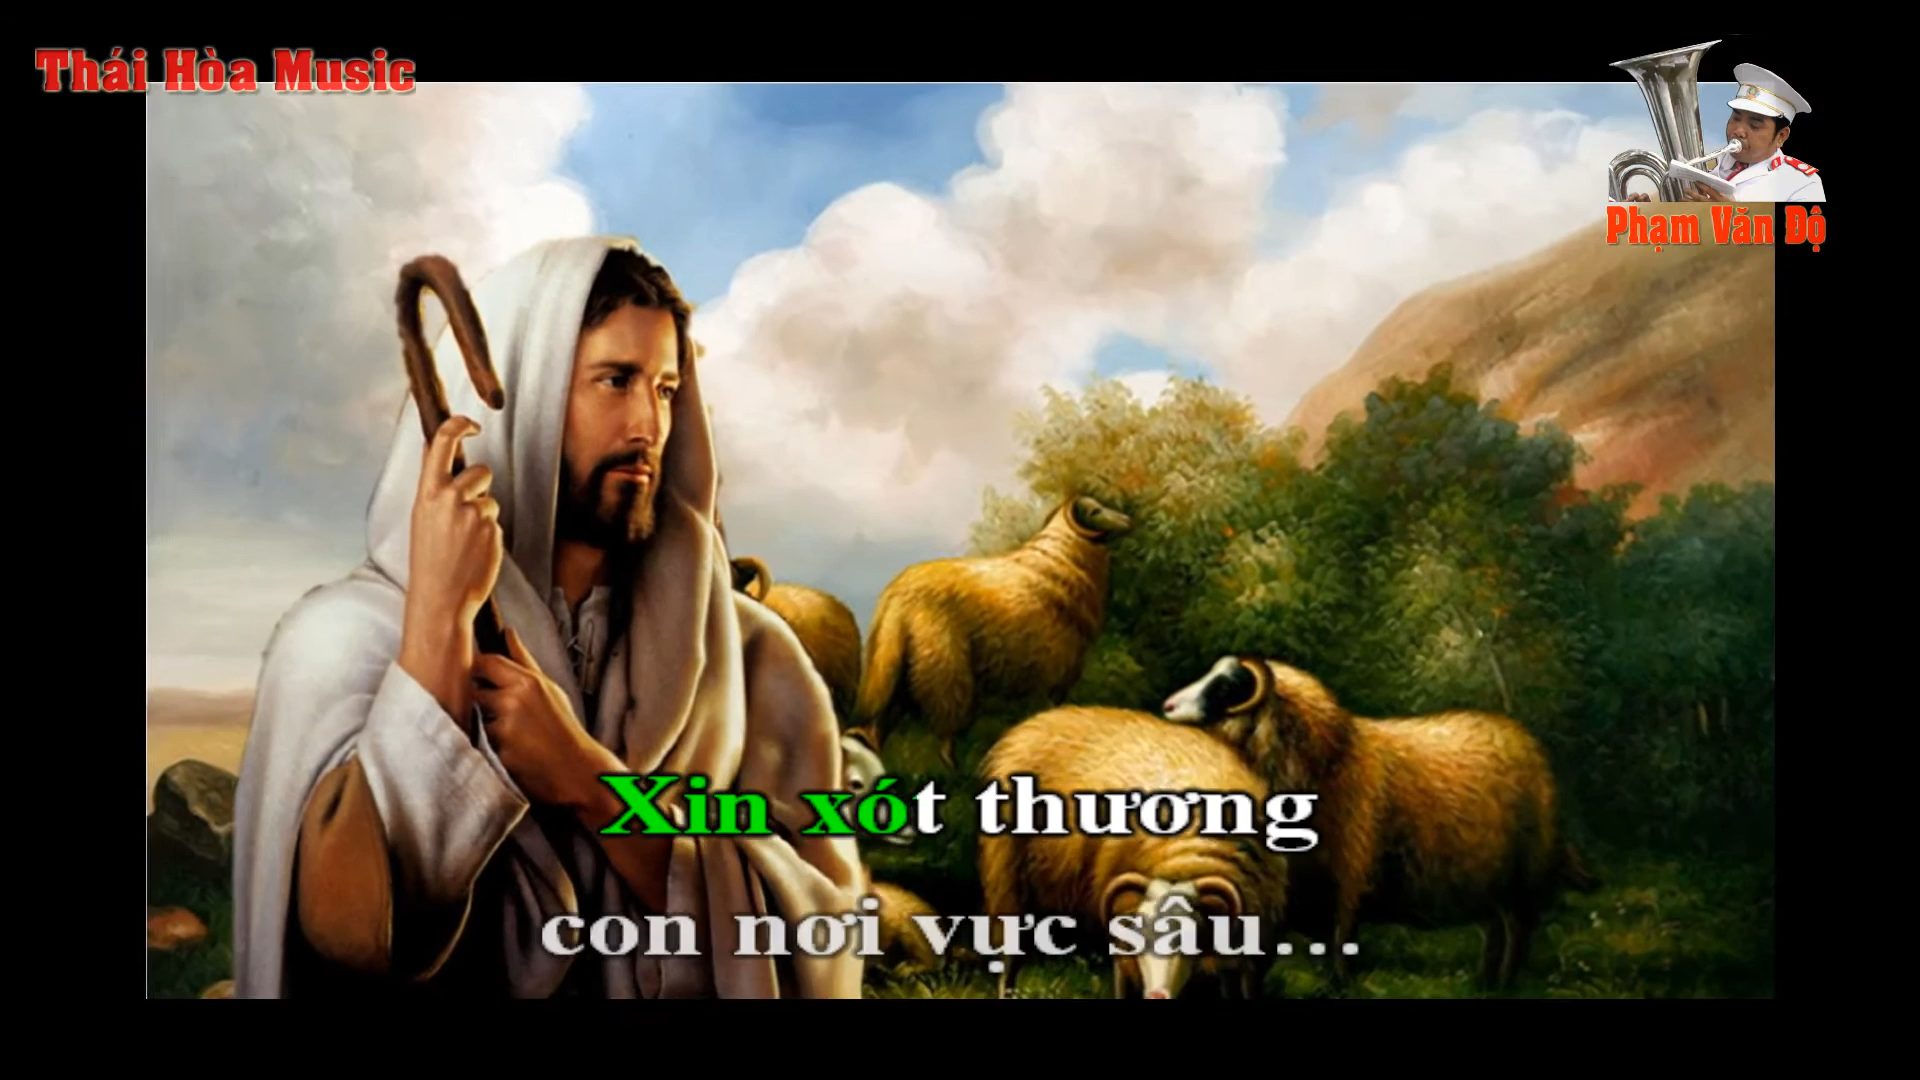 Thái Hòa Music
Phạm Văn Độ
Xin xót thương
con nơi vực sâu...